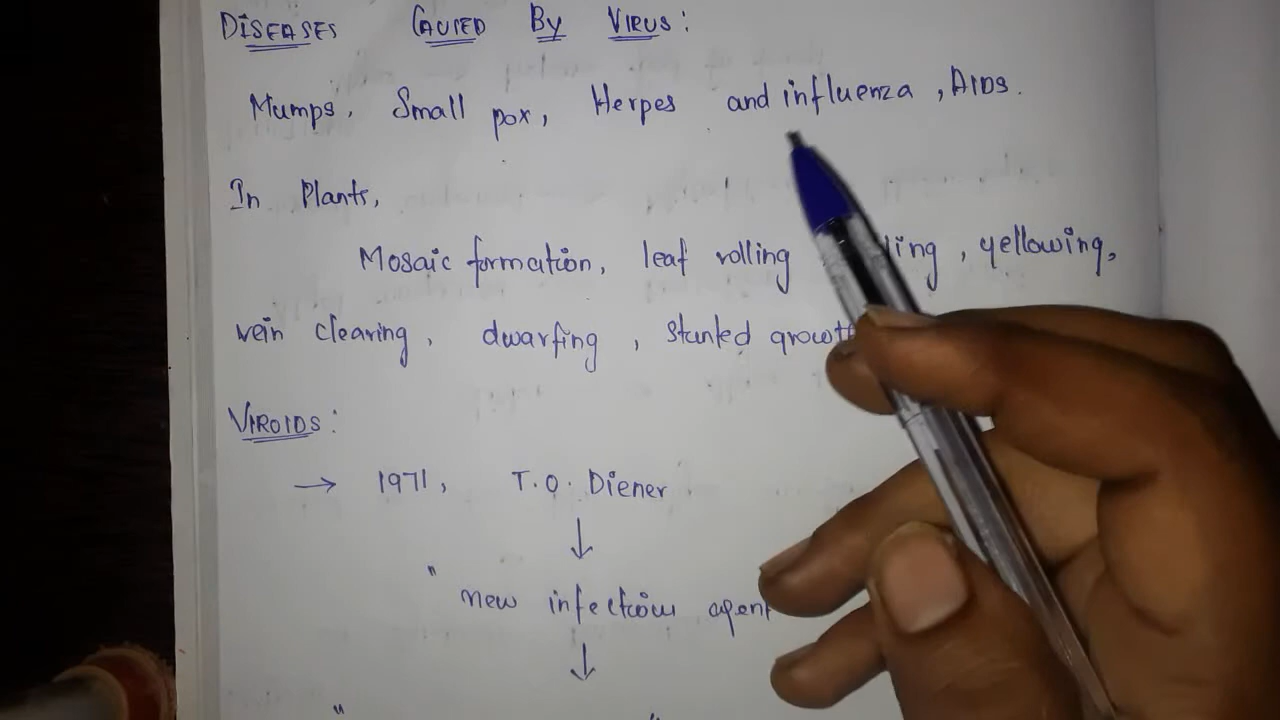 DISEASES CAUSED BY VIRUS:
Mumps, Small pox, Herpes and influenza, AIDS.
In Plants,
Mosaic formation, leaf rolling , yellowing,
vein clearing, dwarfing, stunted growth
VIROIDS:
→ 1971, T.O. Diener
↓
" new infectious agent
↓
" "